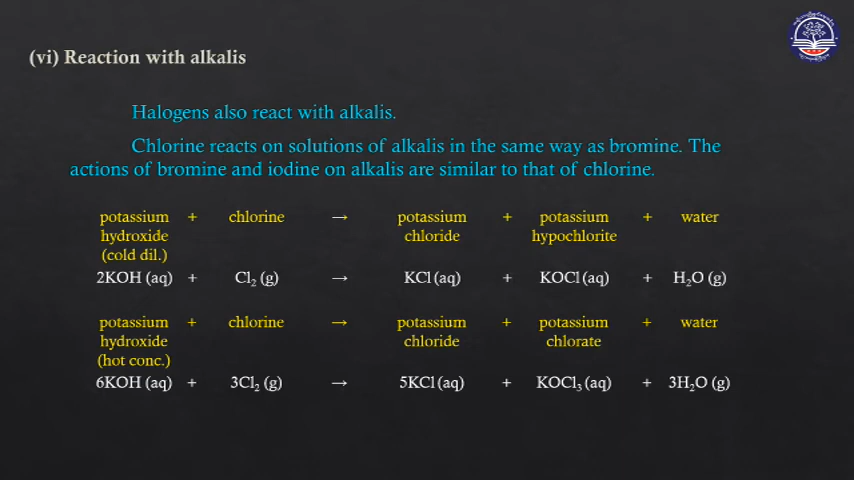 (vi) Reaction with alkalis
Halogens also react with alkalis.
Chlorine reacts on solutions of alkalis in the same way as bromine. The
actions of bromine and iodine on alkalis are similar to that of chlorine.
potassium + chlorine → potassium + potassium + water
hydroxide chloride hypochlorite
(cold dil.)
2KOH (aq) + Cl₂ (g) → KCl (aq) + KOCl (aq) + H₂O (g)
potassium + chlorine → potassium + potassium + water
hydroxide chloride chlorate
(hot conc.)
6KOH (aq) + 3Cl₂ (g) → 5KCl (aq) + KOCl₃ (aq) + 3H₂O (g)